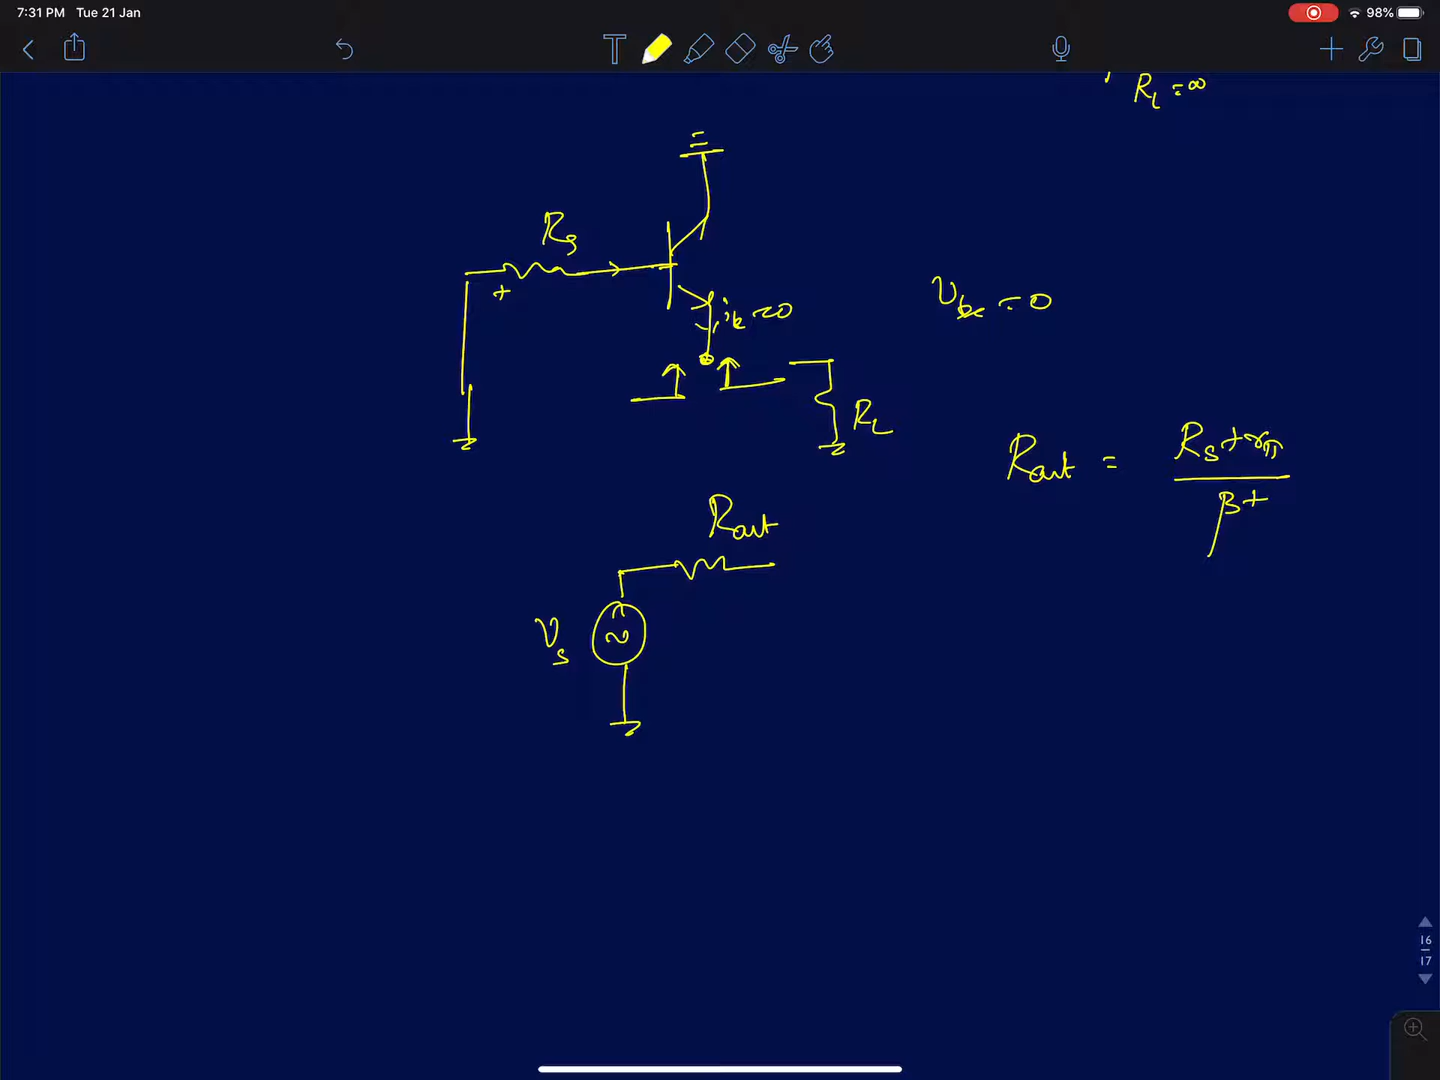 7:31 PM Tue 21 Jan
98%
T
R_L = ∞
R_s
+
i_e = 0
v_be = 0
R_L
R_out = (R_s + r_π) / (β +
R_out
V_s
16
17